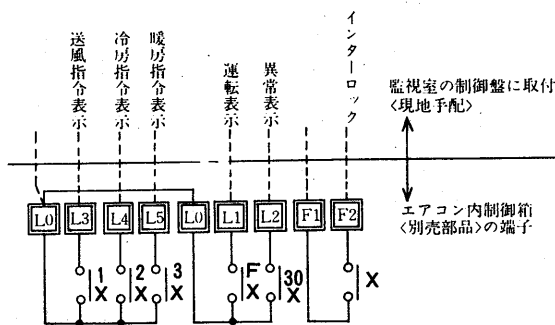 送風指令表示
冷房指令表示
暖房指令表示
運転表示
異常表示
インターロック
監視室の制御盤に取付
<現地手配>
エアコン内制御箱
<別売部品>の端子
L0 L3 L4 L5 L0 L1 L2 F1 F2
1 2 3 F 30
X X X X X X